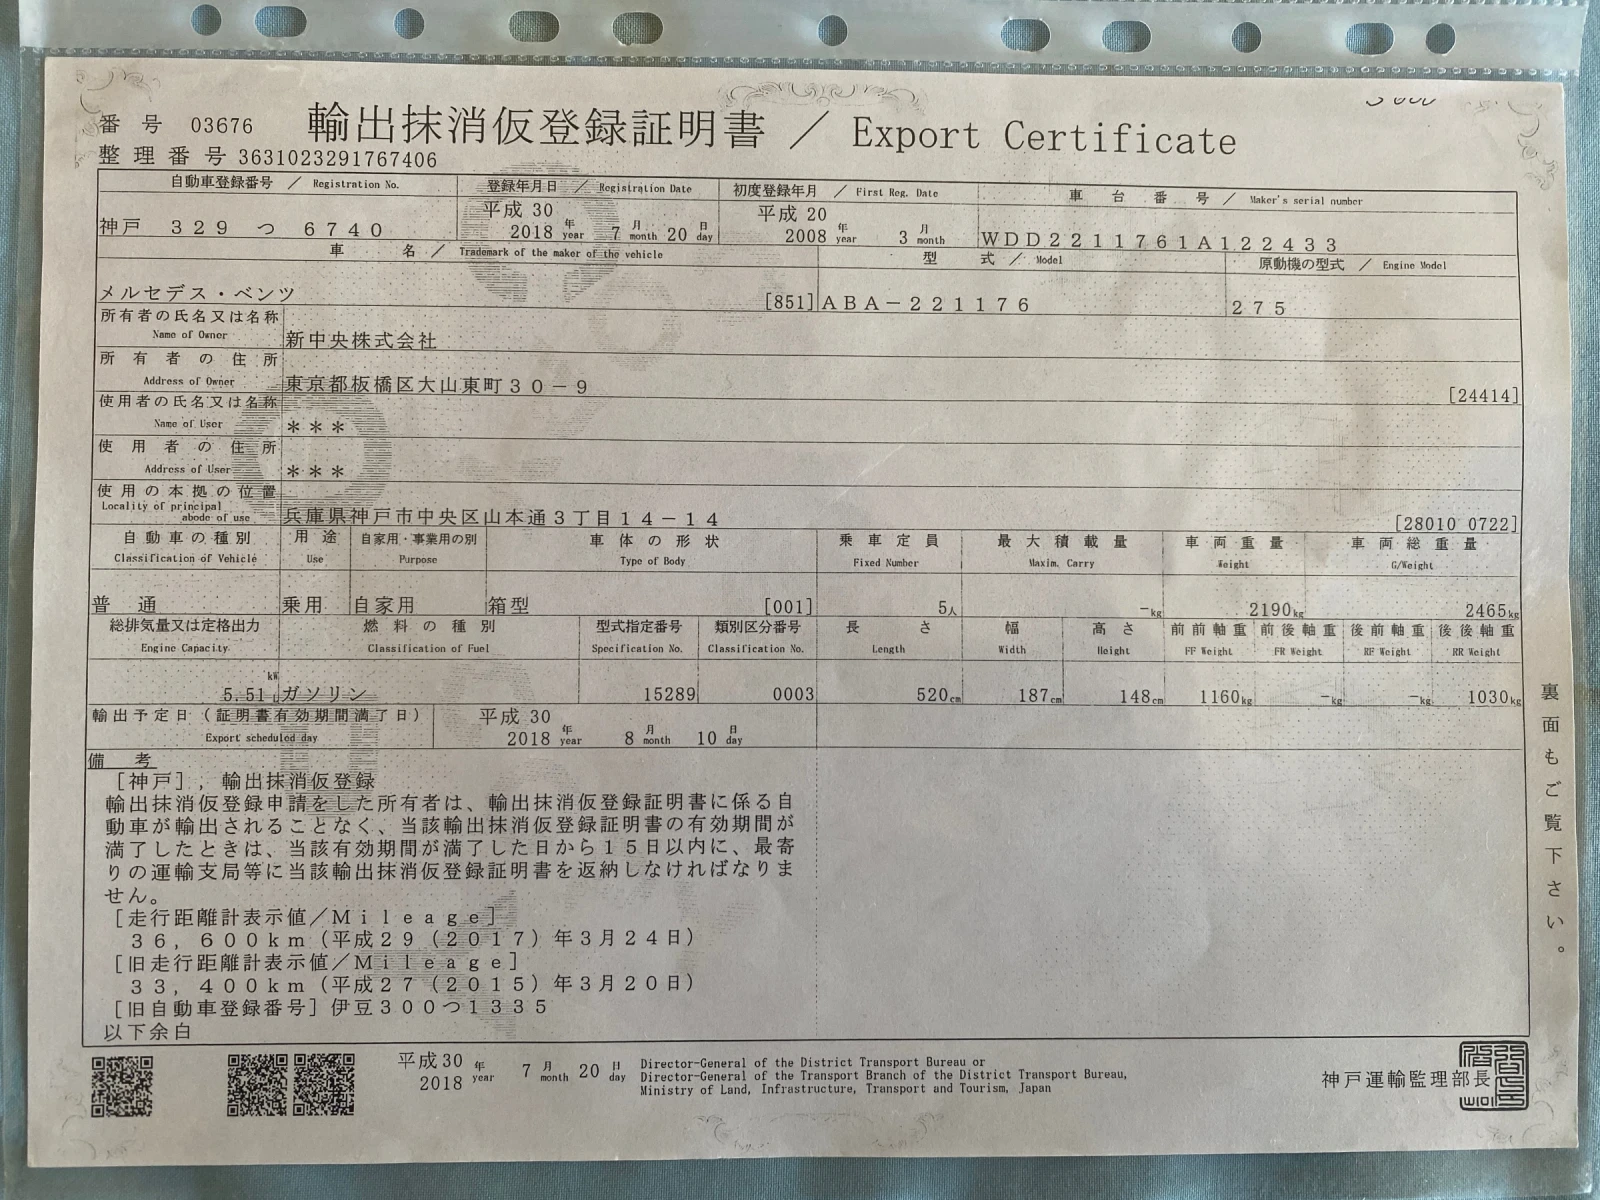 番 号 03676 輸出抹消仮登録証明書 / Export Certificate
整 理 番 号 3631023291767406
自動車登録番号 / Registration No. 登録年月日 / Registration Date 初度登録年月 / First Reg. Date 車 台 番 号 / Maker's serial number
平成 30 平成 20
神戸 329 つ 6740 2018 年 year 7 月 month 20 日 day 2008 年 year 3 月 month WDD2211761A122433
車 名 / Trademark of the maker of the vehicle 型 式 / Model 原動機の型式 / Engine Model
メルセデス・ベンツ [851] ABA-221176 275
所有者の氏名又は名称
Name of Owner 新中央株式会社
所 有 者 の 住 所
Address of Owner 東京都板橋区大山東町30-9 [24414]
使用者の氏名又は名称
Name of User ***
使 用 者 の 住 所
Address of User ***
使用の本拠の位置
Locality of principal
abode of use 兵庫県神戸市中央区山本通3丁目14-14 [28010 0722]
自動車の種別 用 途 自家用・事業用の別 車 体 の 形 状 乗 車 定 員 最 大 積 載 量 車 両 重 量 車 両 総 重 量
Classification of Vehicle Use Purpose Type of Body Fixed Number Maxim. Carry Weight G/Weight
普 通 乗用 自家用 箱型 [001] 5人 -kg 2190kg 2465kg
総排気量又は定格出力 燃 料 の 種 別 型式指定番号 類別区分番号 長 さ 幅 高 さ 前 前 軸 重 前 後 軸 重 後 前 軸 重 後 後 軸 重
Engine Capacity Classification of Fuel Specification No. Classification No. Length Width Height FF Weight FR Weight RF Weight RR Weight
kW
5.51 L ガソリン 15289 0003 520cm 187cm 148cm 1160kg -kg -kg 1030kg
輸出予定日(証明書有効期間満了日) 平成 30
Export scheduled day 2018 年 year 8 月 month 10 日 day
備 考
[神戸],輸出抹消仮登録
輸出抹消仮登録申請をした所有者は、輸出抹消仮登録証明書に係る自
動車が輸出されることなく、当該輸出抹消仮登録証明書の有効期間が
満了したときは、当該有効期間が満了した日から15日以内に、最寄
りの運輸支局等に当該輸出抹消仮登録証明書を返納しなければなりま
せん。
[走行距離計表示値/Mileage]
36,600km(平成29(2017)年3月24日)
[旧走行距離計表示値/Mileage]
33,400km(平成27(2015)年3月20日)
[旧自動車登録番号]伊豆300つ1335
以下余白
裏面もご覧下さい。
平成30 年 year 7 月 month 20 日 day
2018
Director-General of the District Transport Bureau or
Director-General of the Transport Branch of the District Transport Bureau,
Ministry of Land, Infrastructure, Transport and Tourism, Japan
神戸運輸監理部長